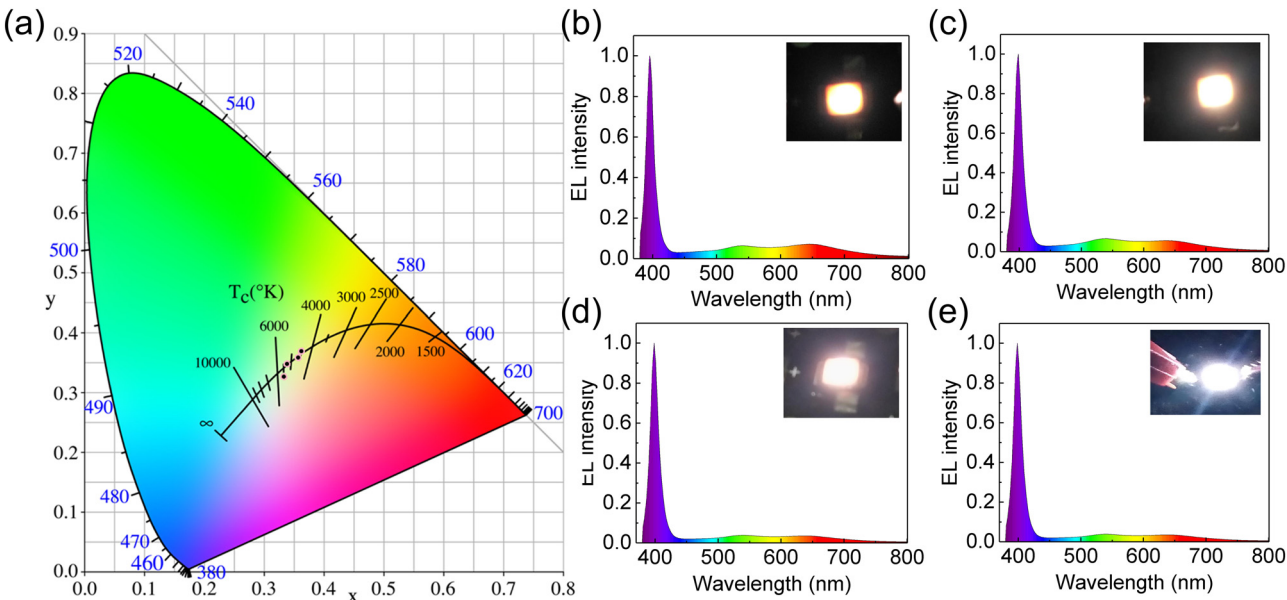 (a)
0.9
0.8
0.7
0.6
0.5
0.4
0.3
0.2
0.1
0.0
y
0.0 0.1 0.2 0.3 0.4 0.5 0.6 0.7 0.8
x
520
540
560
580
600
620
700
500
490
480
470
460
380
Tc(°K)
∞
10000
6000
4000
3000
2500
2000
1500
(b)
EL intensity
1.0
0.8
0.6
0.4
0.2
0.0
400 500 600 700 800
Wavelength (nm)
(c)
EL intensity
1.0
0.8
0.6
0.4
0.2
0.0
400 500 600 700 800
Wavelength (nm)
(d)
EL intensity
1.0
0.8
0.6
0.4
0.2
0.0
400 500 600 700 800
Wavelength (nm)
(e)
EL intensity
1.0
0.8
0.6
0.4
0.2
0.0
400 500 600 700 800
Wavelength (nm)